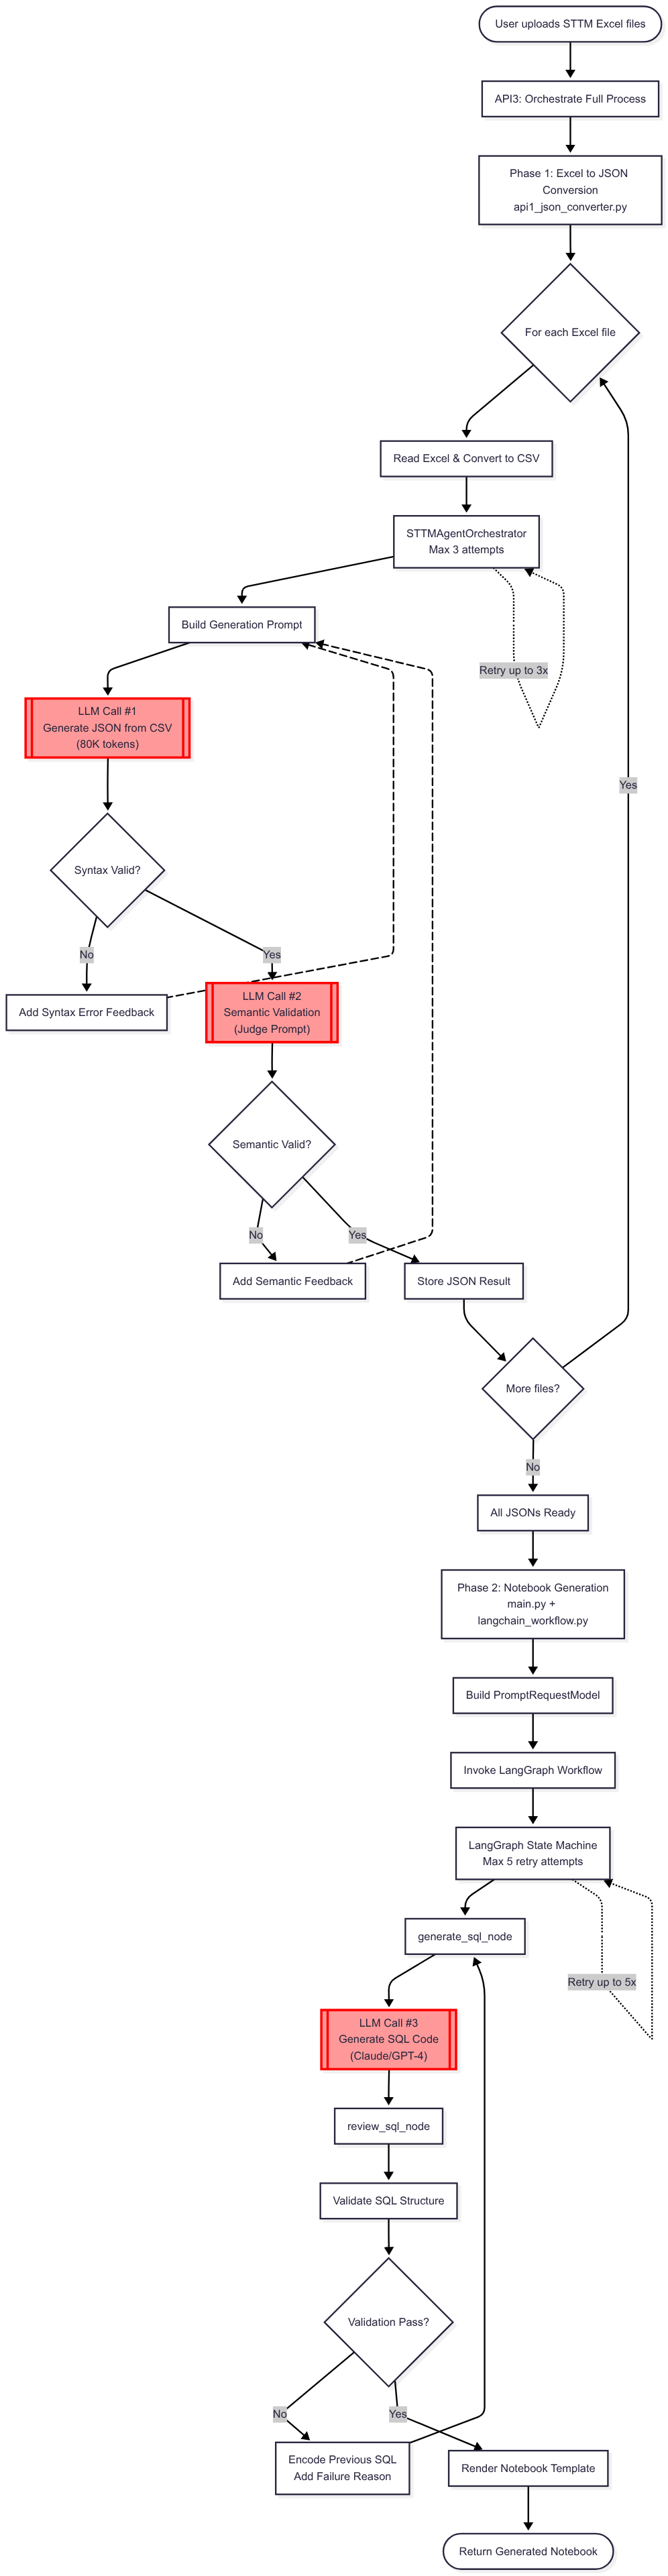 User uploads STTM Excel files
API3: Orchestrate Full Process
Phase 1: Excel to JSON
Conversion
api1_json_converter.py
For each Excel file
Read Excel & Convert to CSV
STTMAgentOrchestrator
Max 3 attempts
Build Generation Prompt
Retry up to 3x
LLM Call #1
Generate JSON from CSV
(80K tokens)
Yes
Syntax Valid?
No
Yes
Add Syntax Error Feedback
LLM Call #2
Semantic Validation
(Judge Prompt)
Semantic Valid?
No
Yes
Add Semantic Feedback
Store JSON Result
More files?
No
All JSONs Ready
Phase 2: Notebook Generation
main.py +
langchain_workflow.py
Build PromptRequestModel
Invoke LangGraph Workflow
LangGraph State Machine
Max 5 retry attempts
generate_sql_node
Retry up to 5x
LLM Call #3
Generate SQL Code
(Claude/GPT-4)
review_sql_node
Validate SQL Structure
Validation Pass?
No
Yes
Encode Previous SQL
Add Failure Reason
Render Notebook Template
Return Generated Notebook